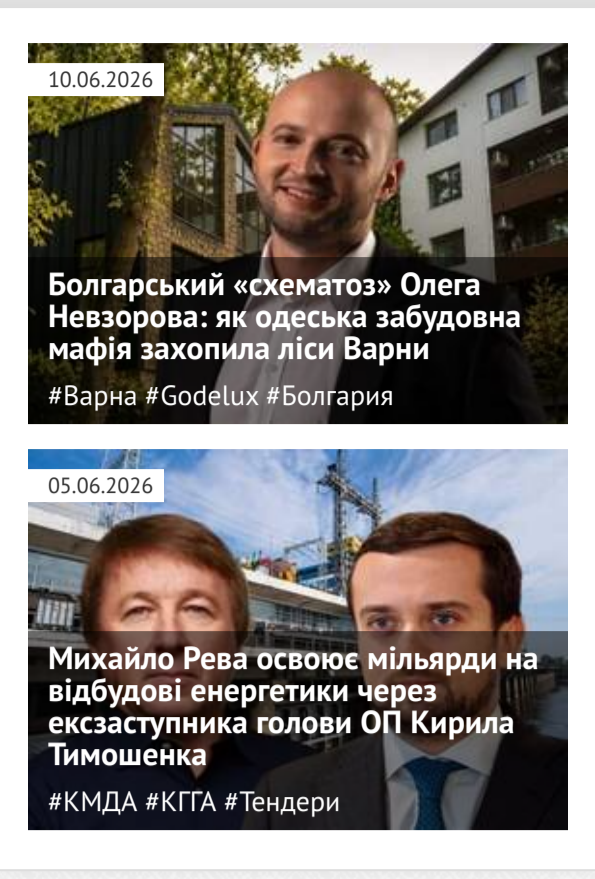 10.06.2026
Болгарський «схематоз» Олега
Невзорова: як одеська забудовна
мафія захопила ліси Варни
#Варна #Godelux #Болгария
05.06.2026
Михайло Рева освоює мільярди на
відбудові енергетики через
ексзаступника голови ОП Кирила
Тимошенка
#КМДА #КГГА #Тендери